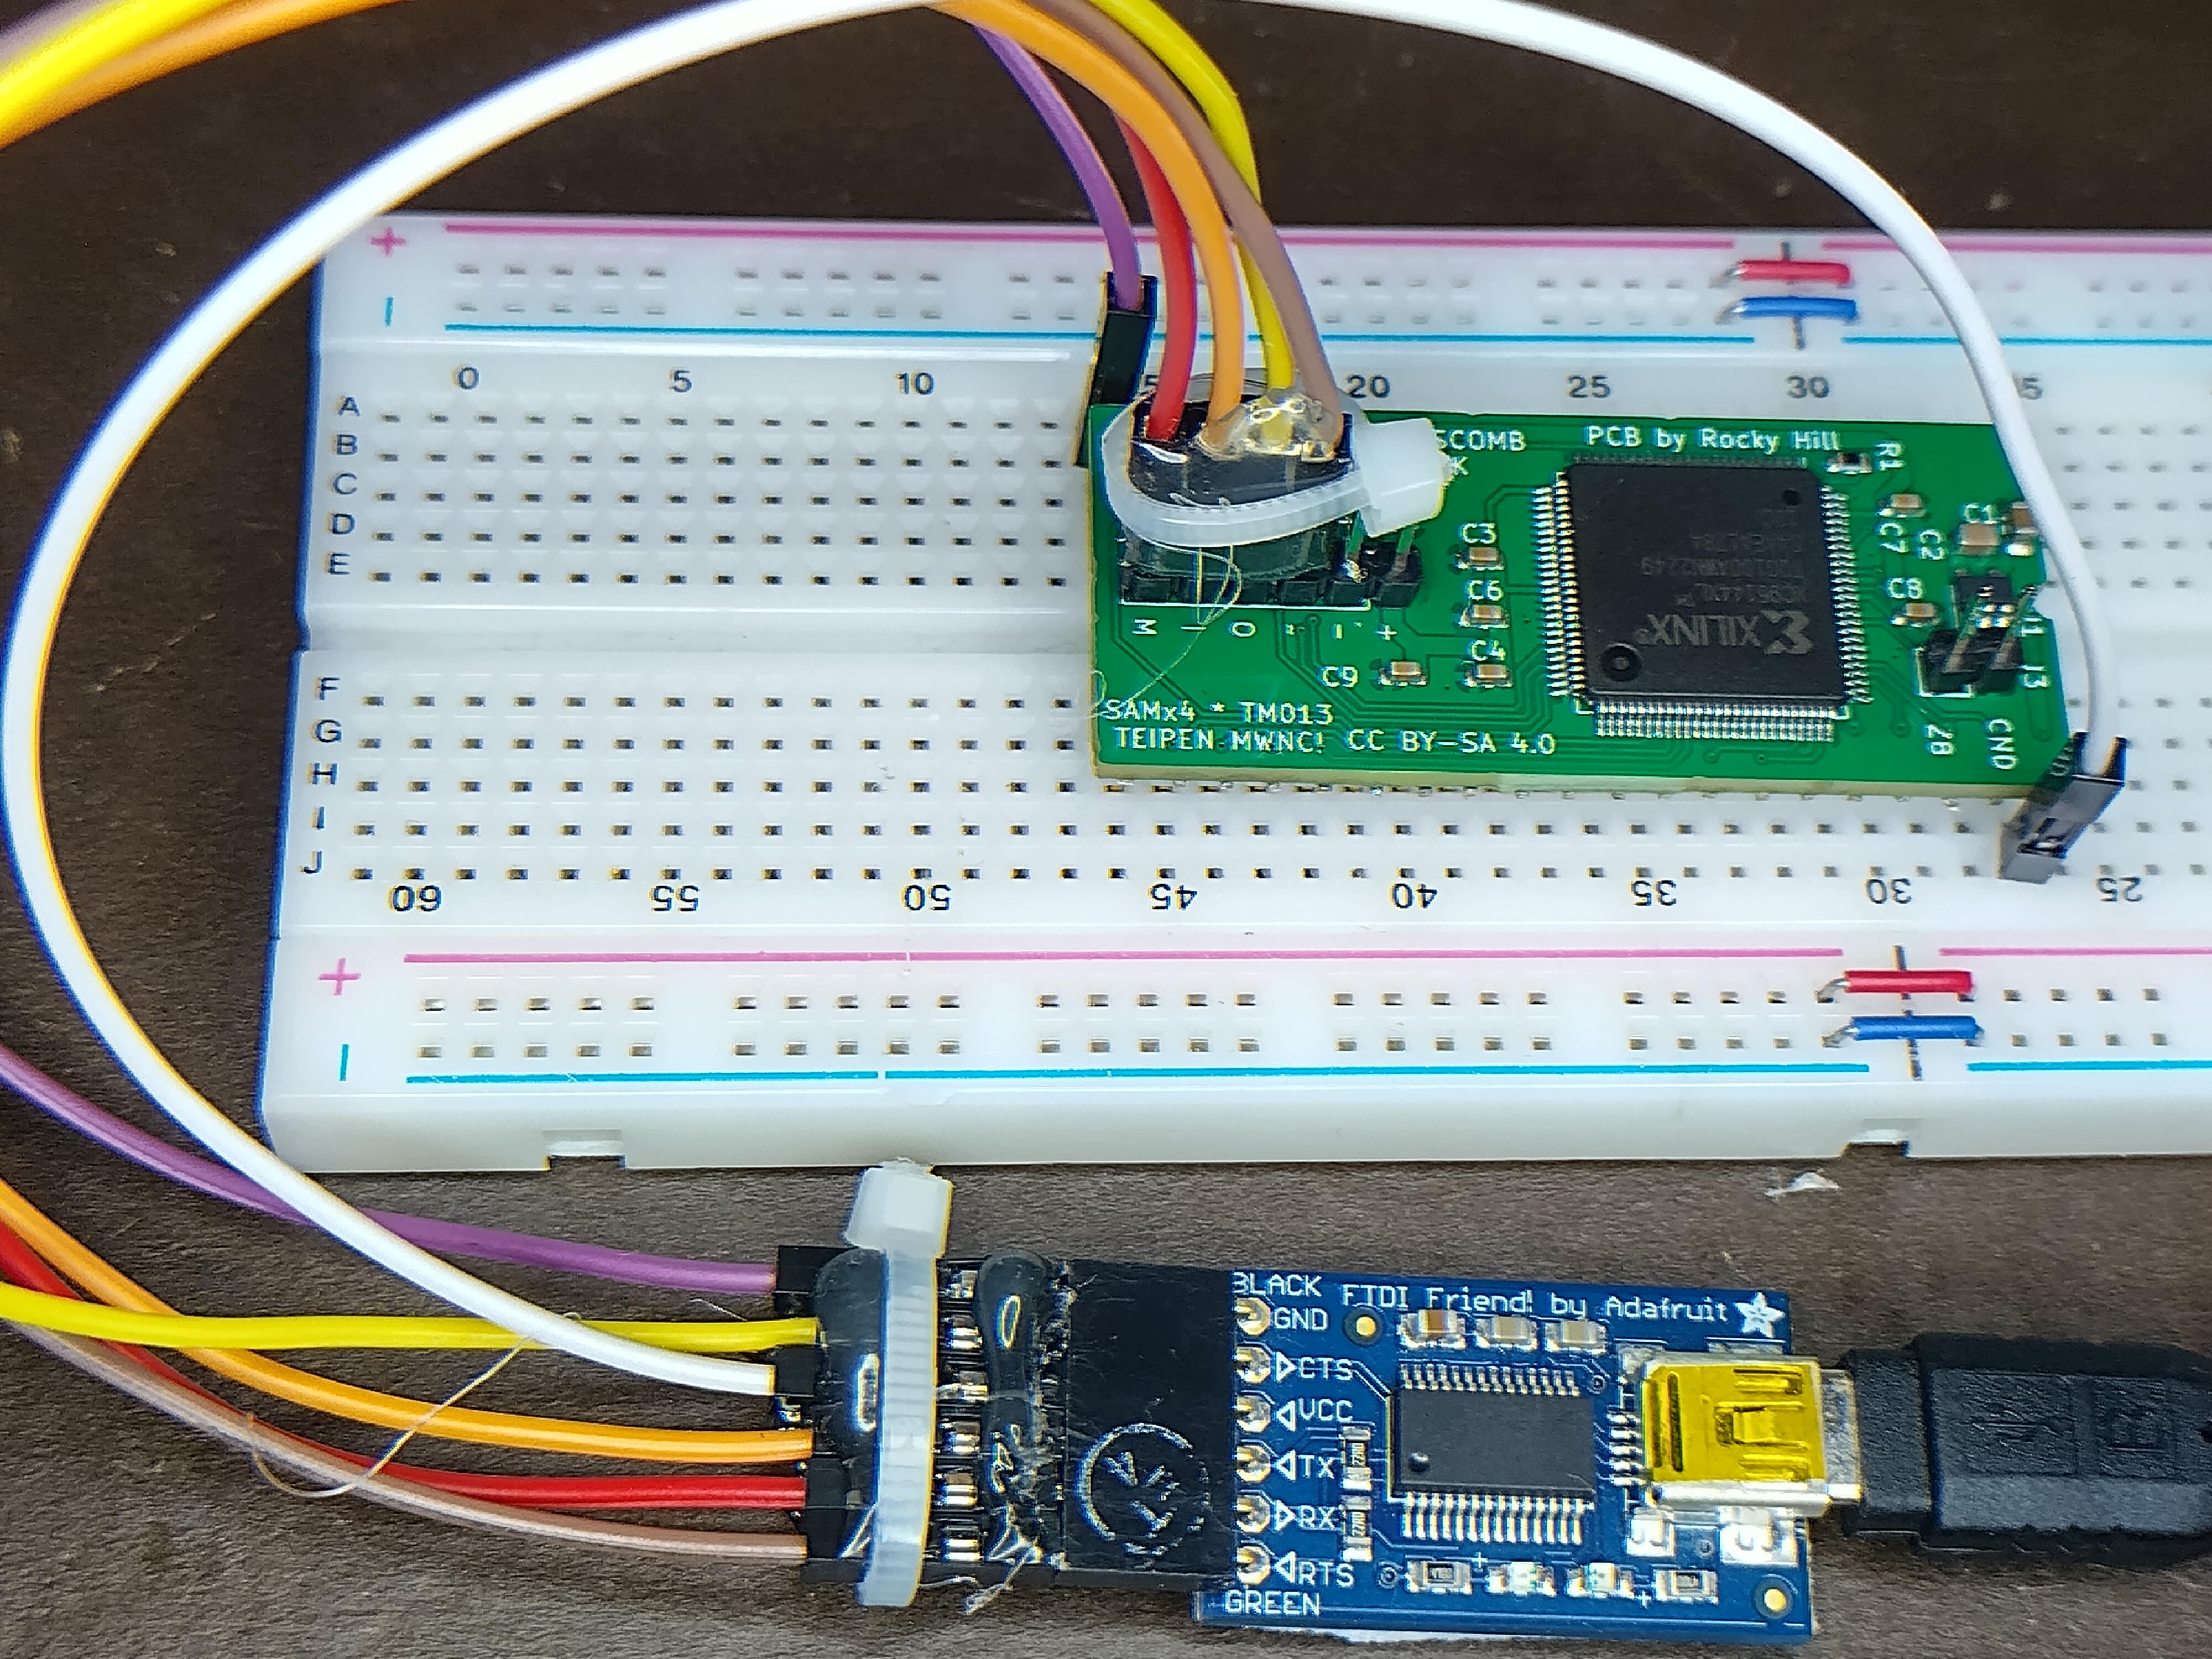 +
0 5 10 20 25 30
A
B
C
D
E
SCOMB
K
PCB by Rocky Hill
R1
C3
C6
C4
C9
C7
C2
C8
XILINX
XC95144XL™
M I O
+
J3
GND
SAMx4 * TM013
TEIPEN MWNC! CC BY-SA 4.0
F
G
H
I
J
60 55 50 45 40 35 30 25
+
BLACK
FTDI Friend! by Adafruit
GND
CTS
VCC
TX
RX
RTS
GREEN